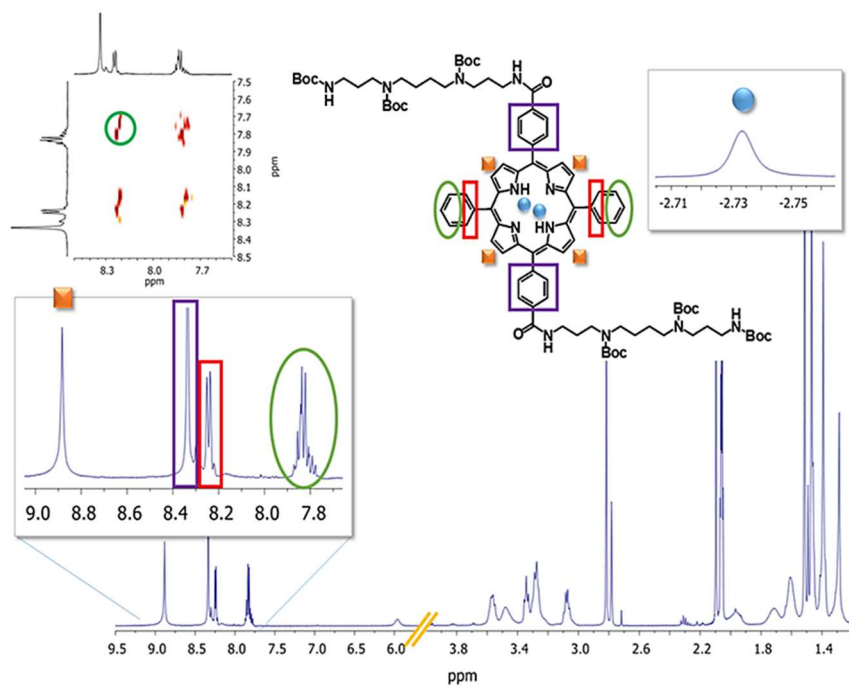 7.5
7.6
7.7
7.8
7.9
8.0
8.1
8.2
8.3
8.4
8.5
ppm
8.3 8.0 7.7
ppm
Boc
BocHN N N HN O
Boc
NH N
N HN
Boc
O N N NH
H N Boc
Boc
-2.71 -2.73 -2.75
ppm
9.0 8.8 8.6 8.4 8.2 8.0 7.8
9.5 9.0 8.5 8.0 7.5 7.0 6.5 6.0 3.8 3.4 3.0 2.6 2.2 1.8 1.4
ppm